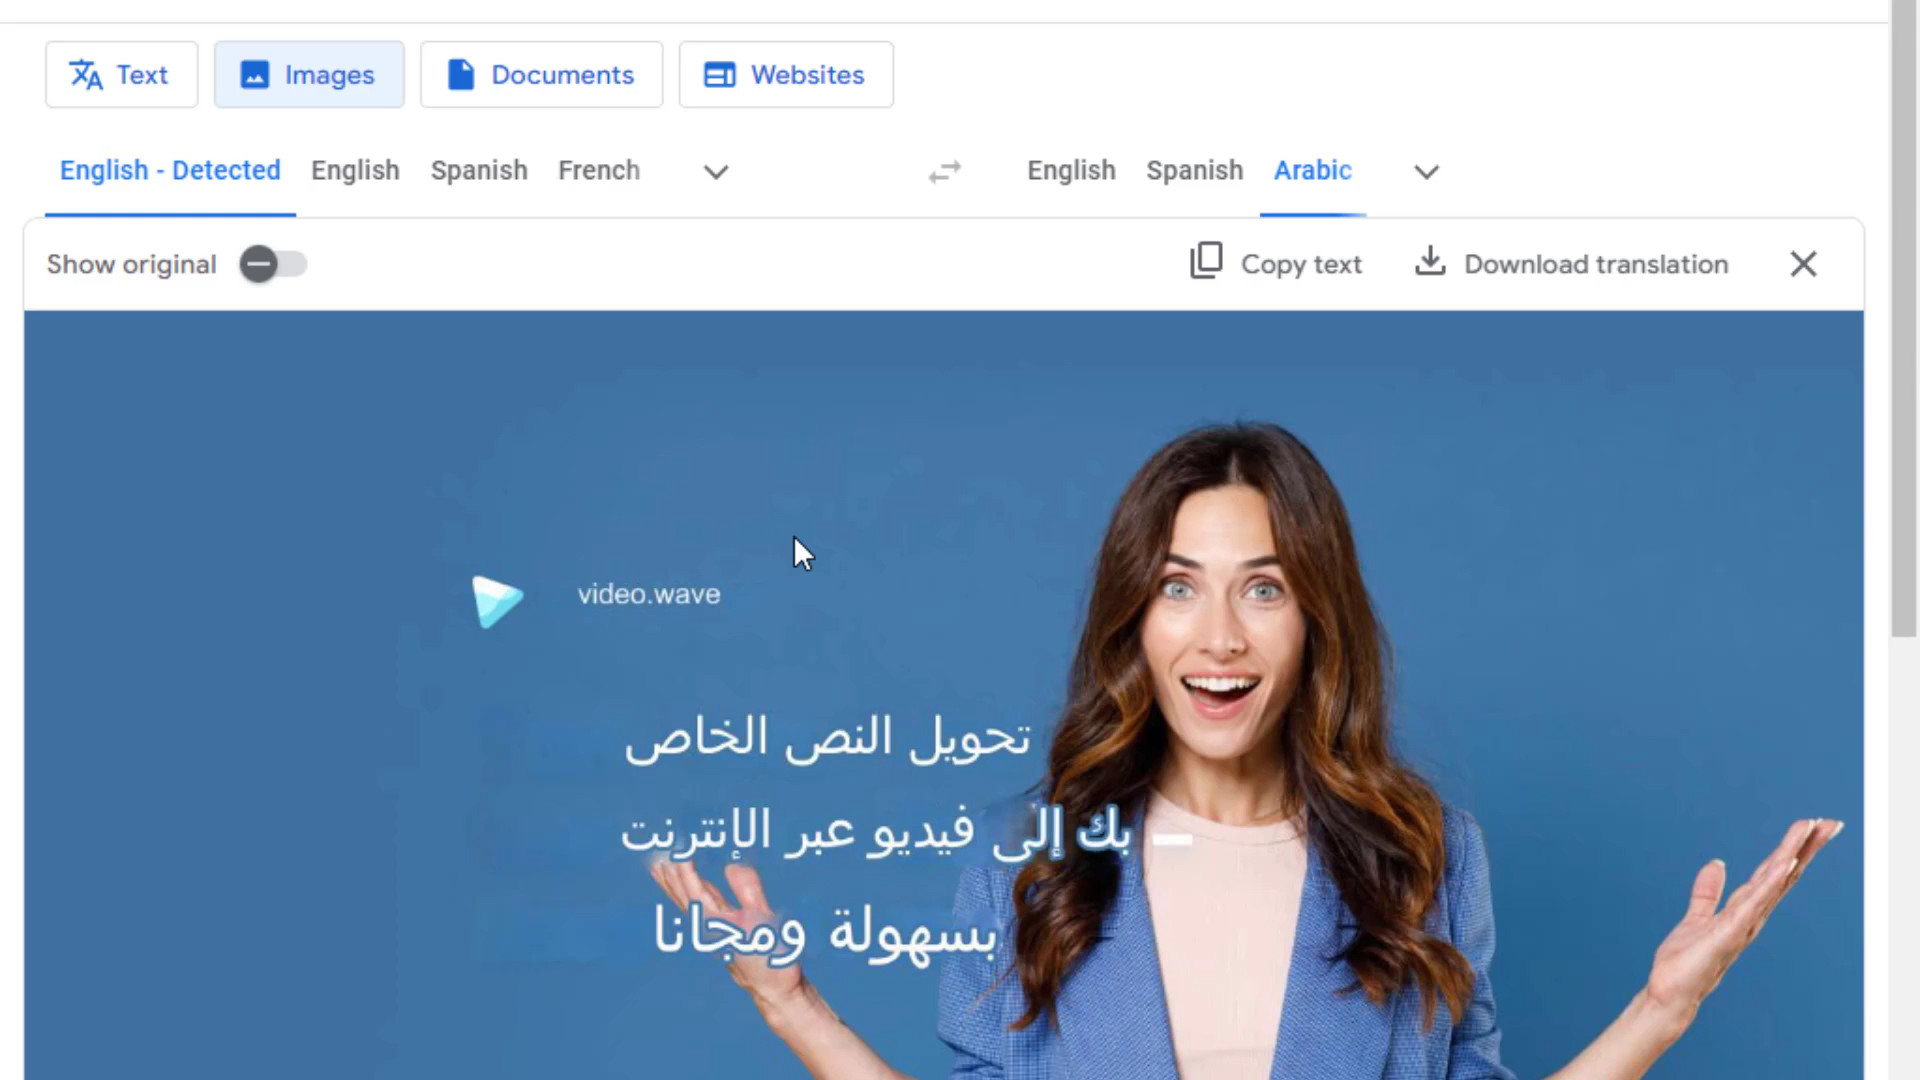 Text
Images
Documents
Websites
English - Detected
English
Spanish
French
English
Spanish
Arabic
Show original
Copy text
Download translation
video.wave
تحويل النص الخاص
بك إلى فيديو عبر الإنترنت
بسهولة ومجانا